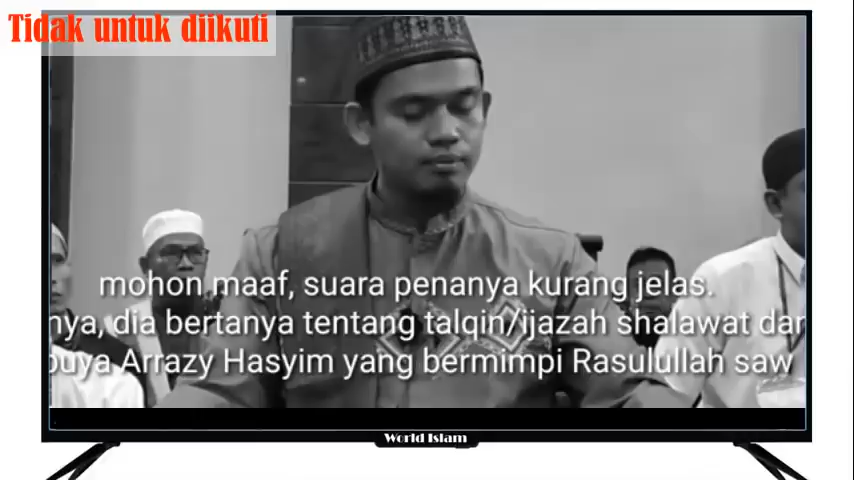 Tidak untuk diikuti
mohon maaf, suara penanya kurang jelas.
nya, dia bertanya tentang talqin/ijazah shalawat dar
buya Arrazy Hasyim yang bermimpi Rasulullah saw
World Islam